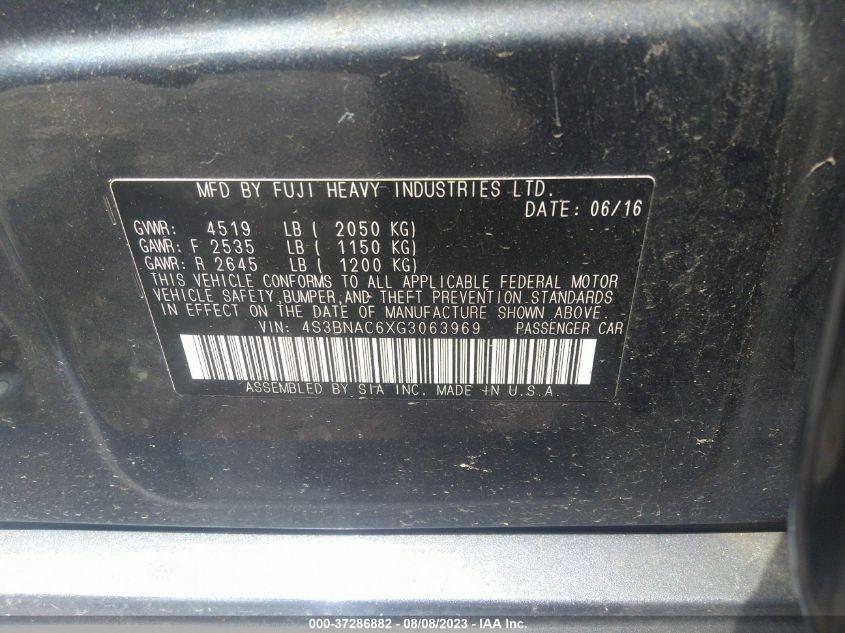 MFD BY FUJI HEAVY INDUSTRIES LTD.
DATE: 06/16
GVWR: 4519 LB ( 2050 KG)
GAWR: F 2535 LB ( 1150 KG)
GAWR: R 2645 LB ( 1200 KG)
THIS VEHICLE CONFORMS TO ALL APPLICABLE FEDERAL MOTOR
VEHICLE SAFETY, BUMPER, AND THEFT PREVENTION STANDARDS
IN EFFECT ON THE DATE OF MANUFACTURE SHOWN ABOVE.
VIN: 4S3BNAC6XG3063969 PASSENGER CAR
ASSEMBLED BY SIA INC. MADE IN U.S.A.
000-37286882 - 08/08/2023 - IAA Inc.